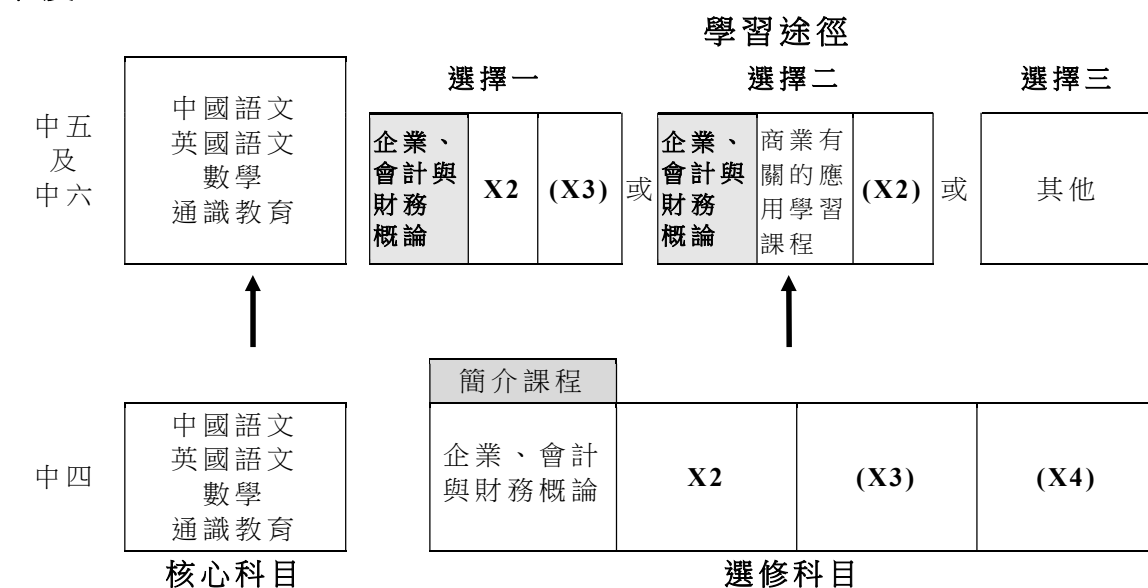 學習途徑
選擇一
選擇二
選擇三
中五
及
中六
中國語文
英國語文
數學
通識教育
企業、
會計與
財務
概論
X2
(X3)
或
企業、
會計與
財務
概論
商業有
關的應
用學習
課程
(X2)
或
其他
簡介課程
中四
中國語文
英國語文
數學
通識教育
企業、會計
與財務概論
X2
(X3)
(X4)
核心科目
選修科目